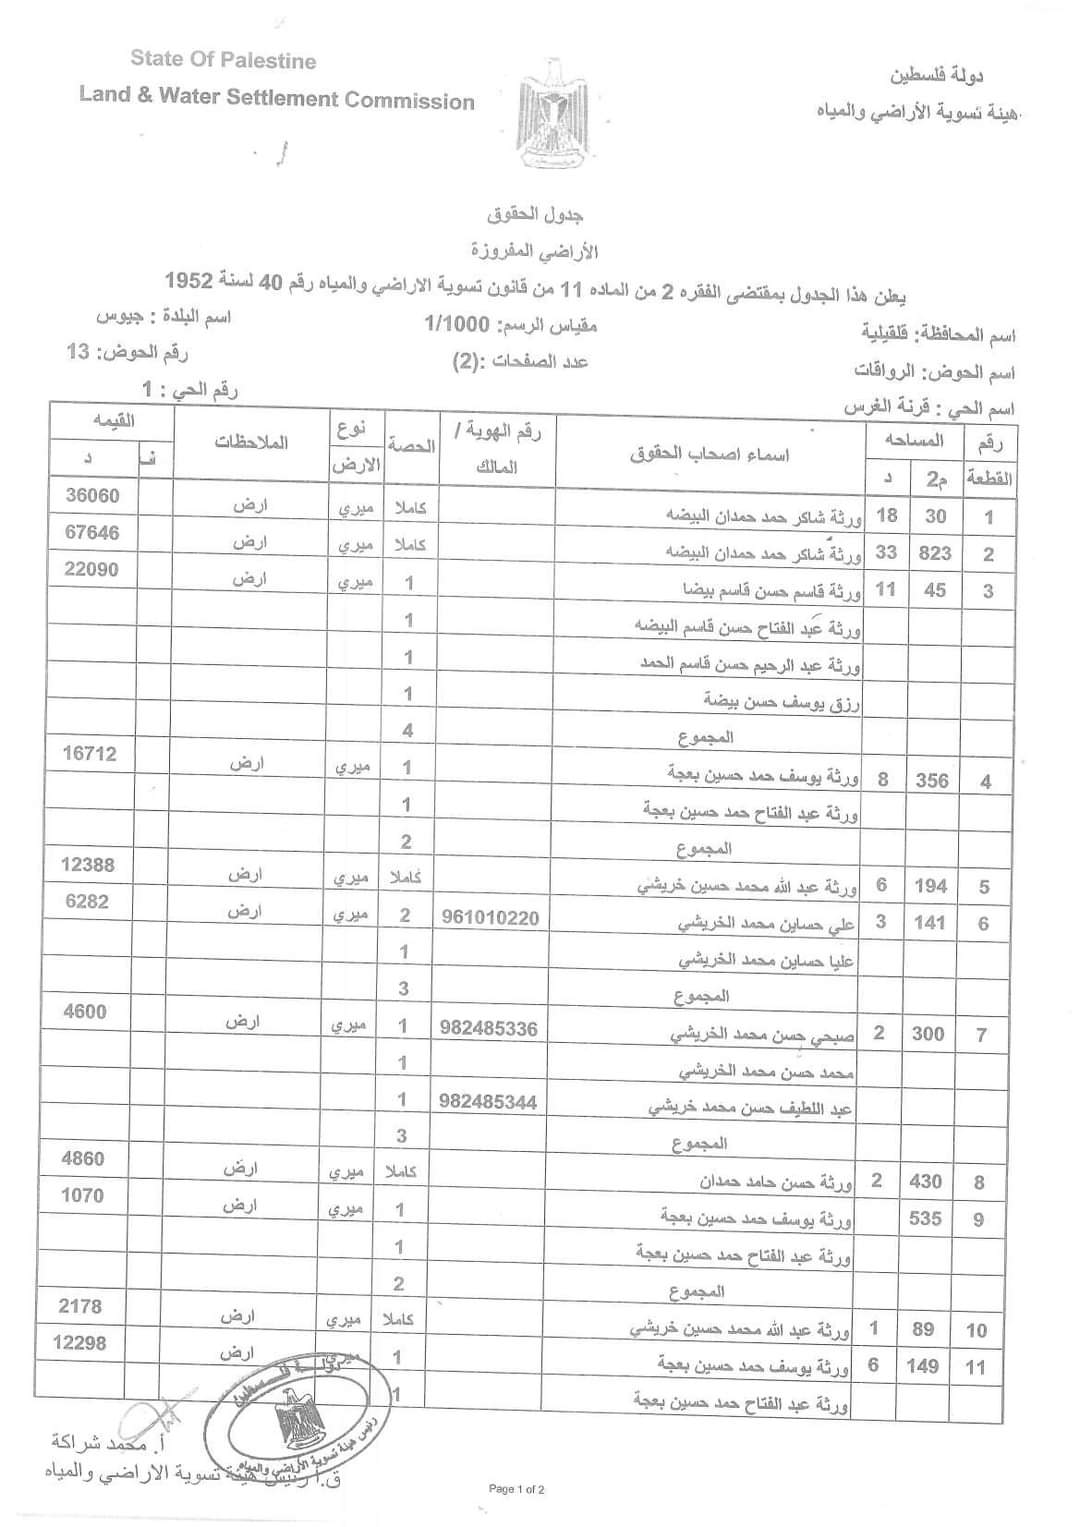 State Of Palestine
Land & Water Settlement Commission
دولة فلسطين
هيئة تسوية الأراضي والمياه
جدول الحقوق
الأراضي المفروزة
يعلن هذا الجدول بمقتضى الفقره 2 من الماده 11 من قانون تسوية الاراضي والمياه رقم 40 لسنة 1952
اسم المحافظة: قلقيلية مقياس الرسم: 1/1000 اسم البلدة : جيوس
اسم الحوض: الرواقات عدد الصفحات :(2) رقم الحوض: 13
اسم الحي : قرنة الغرس رقم الحي : 1
رقم القطعة المساحه م2 د اسماء اصحاب الحقوق رقم الهوية / المالك الحصة نوع الارض الملاحظات القيمه ف د
1 30 18 ورثة شاكر حمد حمدان البيضه كاملا ميري ارض 36060
2 823 33 ورثة شاكر حمد حمدان البيضه كاملا ميري ارض 67646
3 45 11 ورثة قاسم حسن قاسم بيضا 1 ميري ارض 22090
ورثة عبد الفتاح حسن قاسم البيضه 1
ورثة عبد الرحيم حسن قاسم الحمد 1
رزق يوسف حسن بيضة 1
المجموع 4
4 356 8 ورثة يوسف حمد حسين بعجة 1 ميري ارض 16712
ورثة عبد الفتاح حمد حسين بعجة 1
المجموع 2
5 194 6 ورثة عبد الله محمد حسين خريشي كاملا ميري ارض 12388
6 141 3 علي حساين محمد الخريشي 961010220 2 ميري ارض 6282
عليا حساين محمد الخريشي 1
المجموع 3
7 300 2 صبحي حسن محمد الخريشي 982485336 1 ميري ارض 4600
محمد حسن محمد الخريشي 1
عبد اللطيف حسن محمد خريشي 982485344 1
المجموع 3
8 430 2 ورثة حسن حامد حمدان كاملا ميري ارض 4860
9 535 ورثة يوسف حمد حسين بعجة 1 ميري ارض 1070
ورثة عبد الفتاح حمد حسين بعجة 1
المجموع 2
10 89 1 ورثة عبد الله محمد حسين خريشي كاملا ميري ارض 2178
11 149 6 ورثة يوسف حمد حسين بعجة 1 ميري ارض 12298
ورثة عبد الفتاح حمد حسين بعجة 1
دولة فلسطين
رئيس هيئة تسوية الأراضي والمياه
أ. محمد شراكة
ق.أ رئيس هيئة تسوية الاراضي والمياه
Page 1 of 2